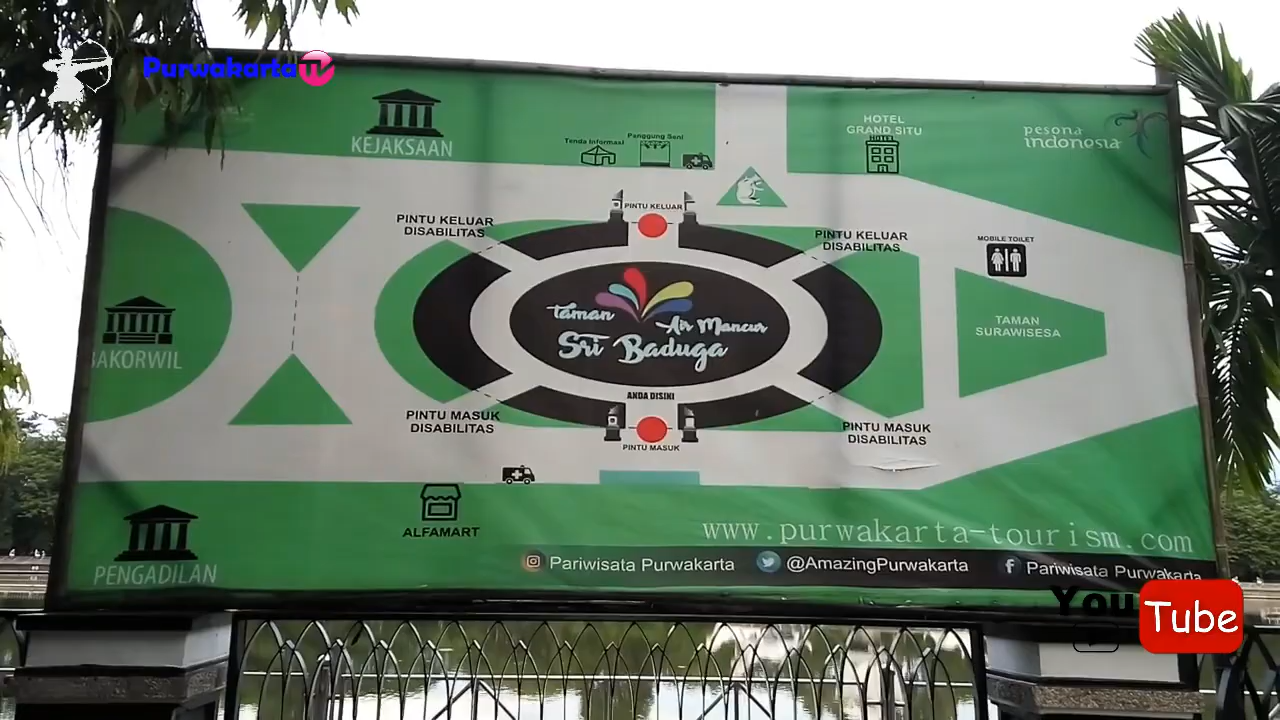 PurwakartaTV
KEJAKSAAN
Tenda Informasi
Panggung Seni
HOTEL
GRAND SITU
pesona
indonesia
PINTU KELUAR
DISABILITAS
PINTU KELUAR
PINTU KELUAR
DISABILITAS
MOBILE TOILET
BAKORWIL
Taman
Air Mancur
Sri Baduga
TAMAN
SURAWISESA
ANDA DISINI
PINTU MASUK
DISABILITAS
PINTU MASUK
PINTU MASUK
DISABILITAS
ALFAMART
PENGADILAN
www.purwakarta-tourism.com
Pariwisata Purwakarta
@AmazingPurwakarta
Pariwisata Purwakarta
YouTube